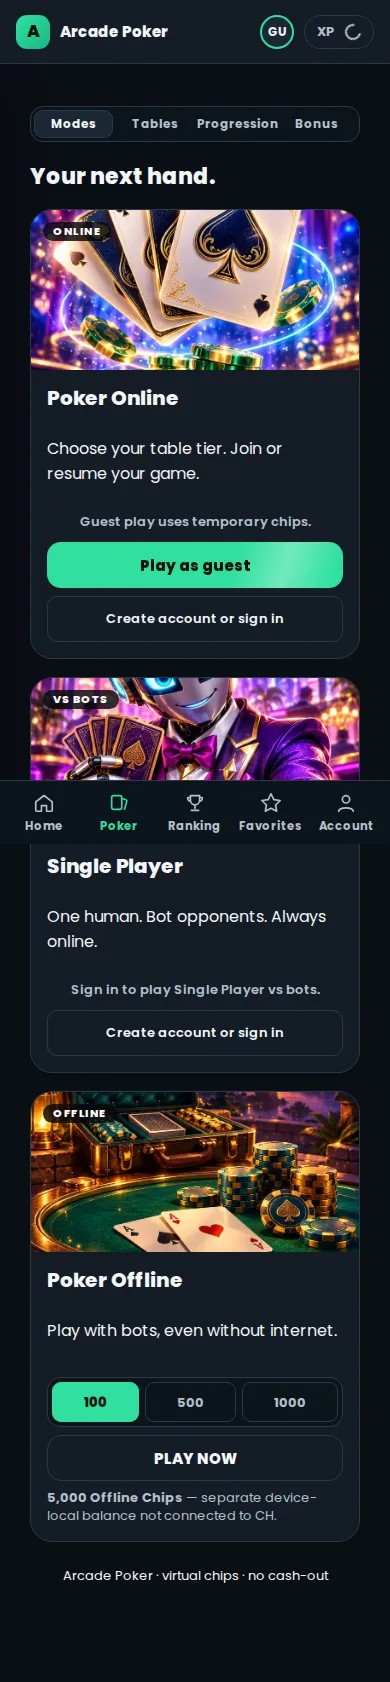 A Arcade Poker GU XP
Modes Tables Progression Bonus
Your next hand.
ONLINE
Poker Online
Choose your table tier. Join or
resume your game.
Guest play uses temporary chips.
Play as guest
Create account or sign in
VS BOTS
Home Poker Ranking Favorites Account
Single Player
One human. Bot opponents. Always
online.
Sign in to play Single Player vs bots.
Create account or sign in
OFFLINE
Poker Offline
Play with bots, even without internet.
100 500 1000
PLAY NOW
5,000 Offline Chips — separate device-
local balance not connected to CH.
Arcade Poker · virtual chips · no cash-out